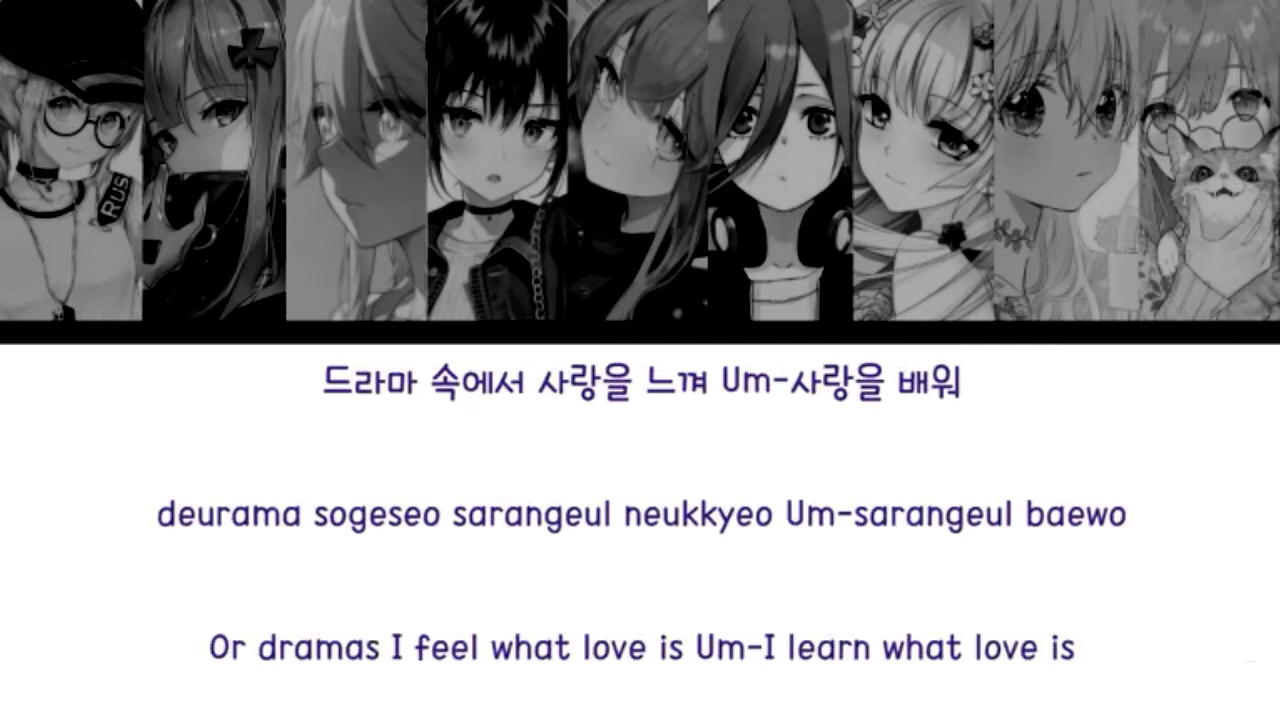 RUS
드라마 속에서 사랑을 느껴 Um-사랑을 배워
deurama sogeseo sarangeul neukkyeo Um-sarangeul baewo
Or dramas I feel what love is Um-I learn what love is